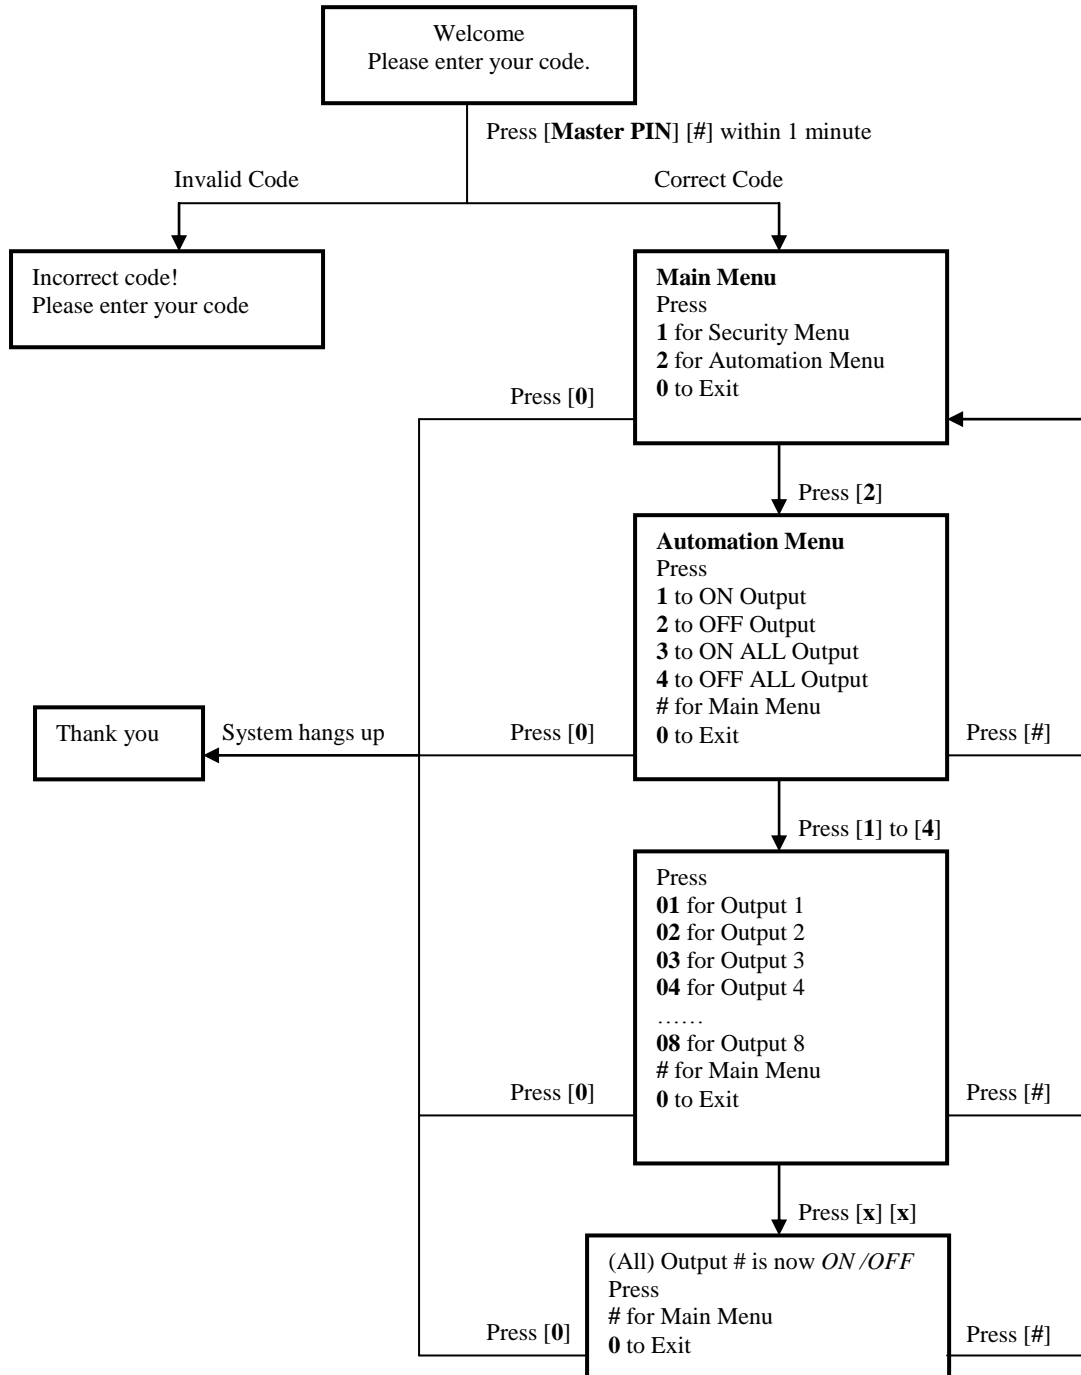 Welcome
Please enter your code.
Press [Master PIN] [#] within 1 minute
Invalid Code
Correct Code
Incorrect code!
Please enter your code
Main Menu
Press
1 for Security Menu
2 for Automation Menu
0 to Exit
Press [0]
Press [2]
Automation Menu
Press
1 to ON Output
2 to OFF Output
3 to ON ALL Output
4 to OFF ALL Output
# for Main Menu
0 to Exit
Thank you
System hangs up
Press [0]
Press [#]
Press [1] to [4]
Press
01 for Output 1
02 for Output 2
03 for Output 3
04 for Output 4
……
08 for Output 8
# for Main Menu
0 to Exit
Press [0]
Press [#]
Press [x] [x]
(All) Output # is now ON /OFF
Press
# for Main Menu
0 to Exit
Press [0]
Press [#]